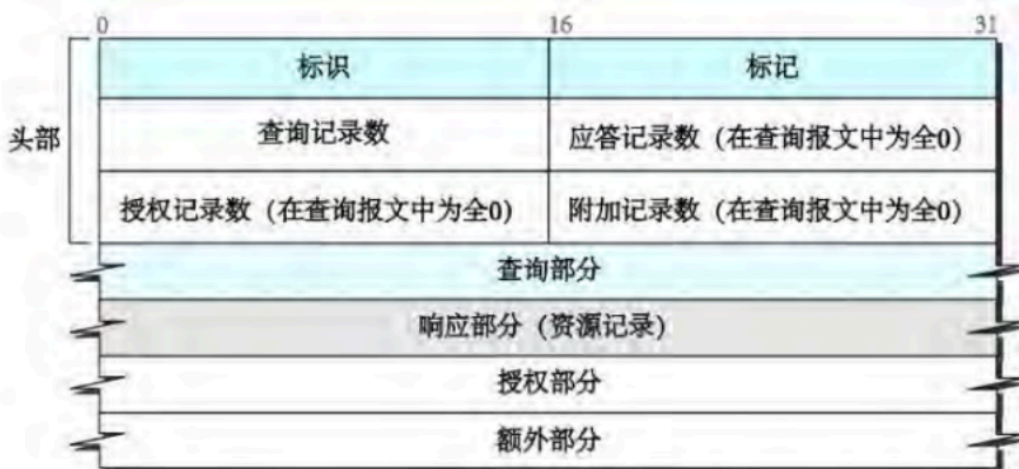 0 16 31
头部
标识 标记
查询记录数 应答记录数（在查询报文中为全0）
授权记录数（在查询报文中为全0） 附加记录数（在查询报文中为全0）
查询部分
响应部分（资源记录）
授权部分
额外部分